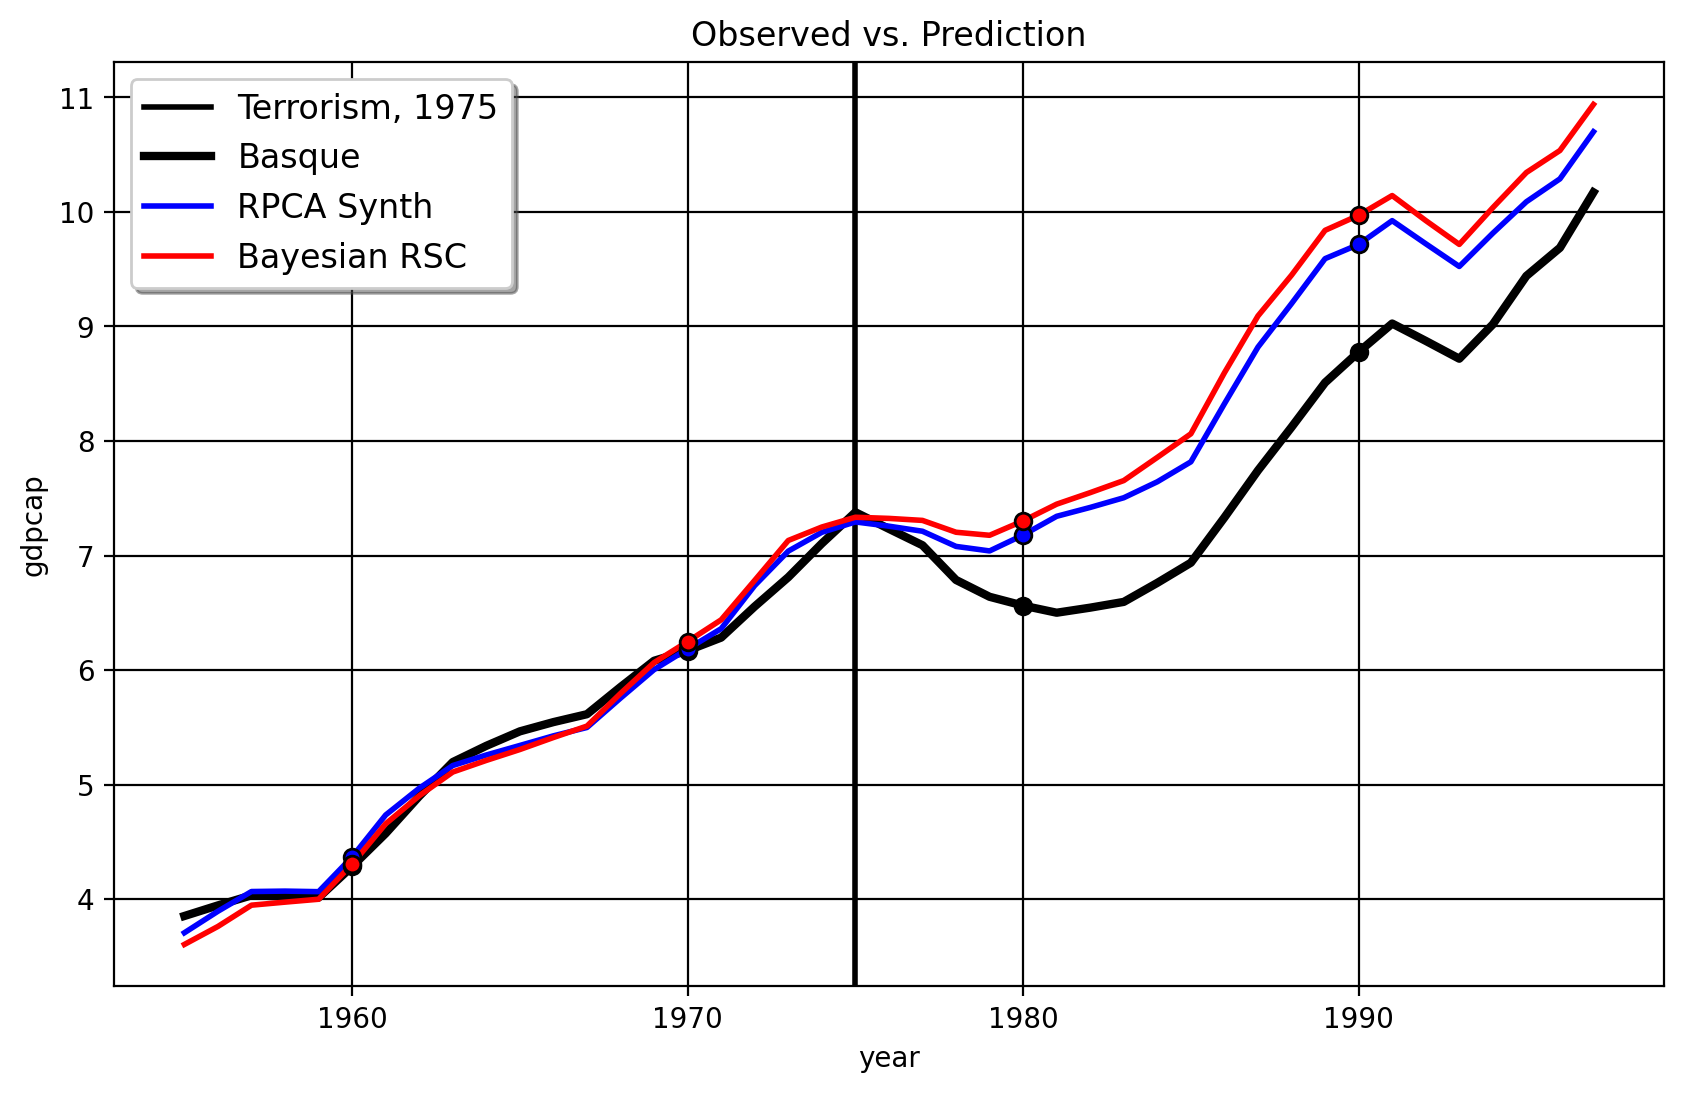 Observed vs. Prediction
Terrorism, 1975
Basque
RPCA Synth
Bayesian RSC
11
10
9
8
7
6
5
4
gdpcap
1960 1970 1980 1990
year